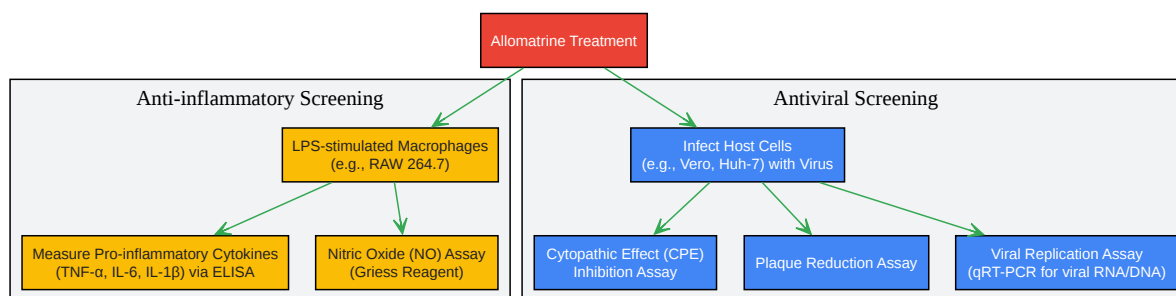 Allomatrine Treatment
Anti-inflammatory Screening
LPS-stimulated Macrophages
(e.g., RAW 264.7)
Measure Pro-inflammatory Cytokines
(TNF-α, IL-6, IL-1β) via ELISA
Nitric Oxide (NO) Assay
(Griess Reagent)
Antiviral Screening
Infect Host Cells
(e.g., Vero, Huh-7) with Virus
Cytopathic Effect (CPE)
Inhibition Assay
Plaque Reduction Assay
Viral Replication Assay
(qRT-PCR for viral RNA/DNA)